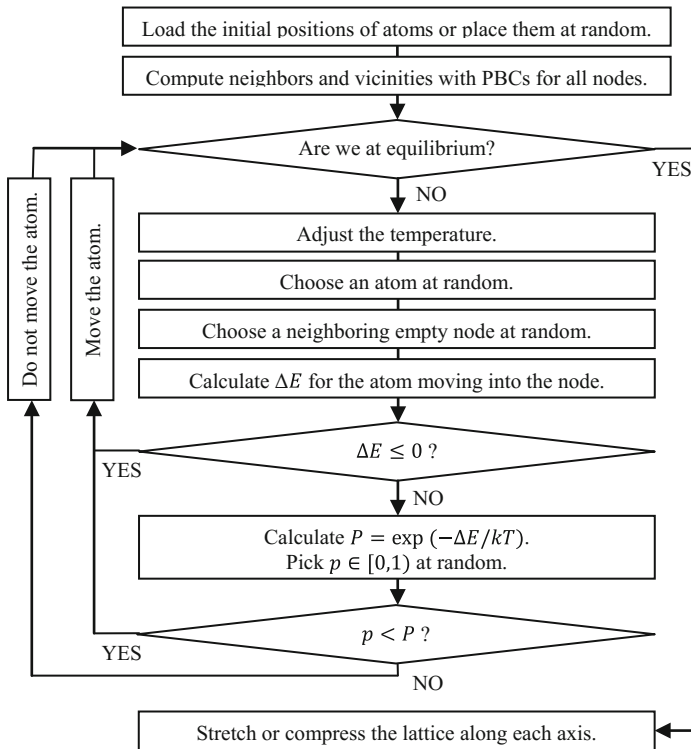 Load the initial positions of atoms or place them at random.
Compute neighbors and vicinities with PBCs for all nodes.
Are we at equilibrium?
YES
NO
Do not move the atom.
Move the atom.
Adjust the temperature.
Choose an atom at random.
Choose a neighboring empty node at random.
Calculate Δ𝐸 for the atom moving into the node.
Δ𝐸 ≤ 0 ?
YES
NO
Calculate 𝑃 = exp (−Δ𝐸/𝑘𝑇).
Pick 𝑝 ∈ [0,1) at random.
𝑝 < 𝑃 ?
YES
NO
Stretch or compress the lattice along each axis.